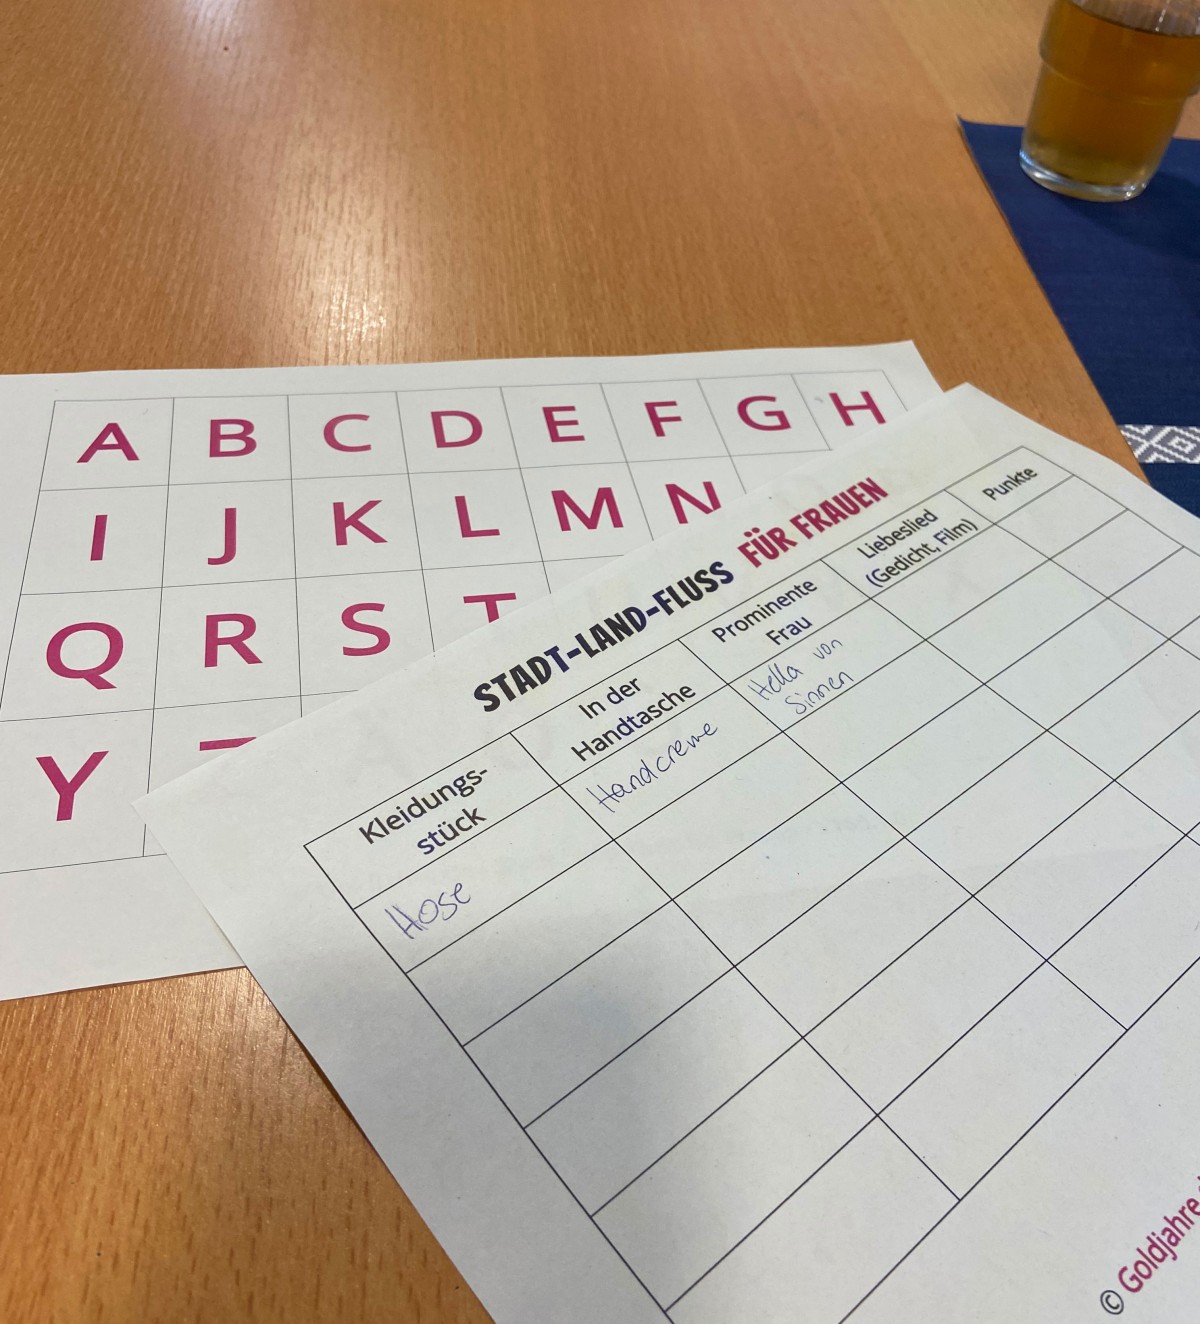 A B C D E F G H
I J K L M N
Q R S T
Y
STADT-LAND-FLUSS FÜR FRAUEN
Kleidungs-
stück
In der
Handtasche
Prominente
Frau
Liebeslied
(Gedicht, Film)
Punkte
Hose
Handcreme
Hella von
Sinnen
© Goldjahre